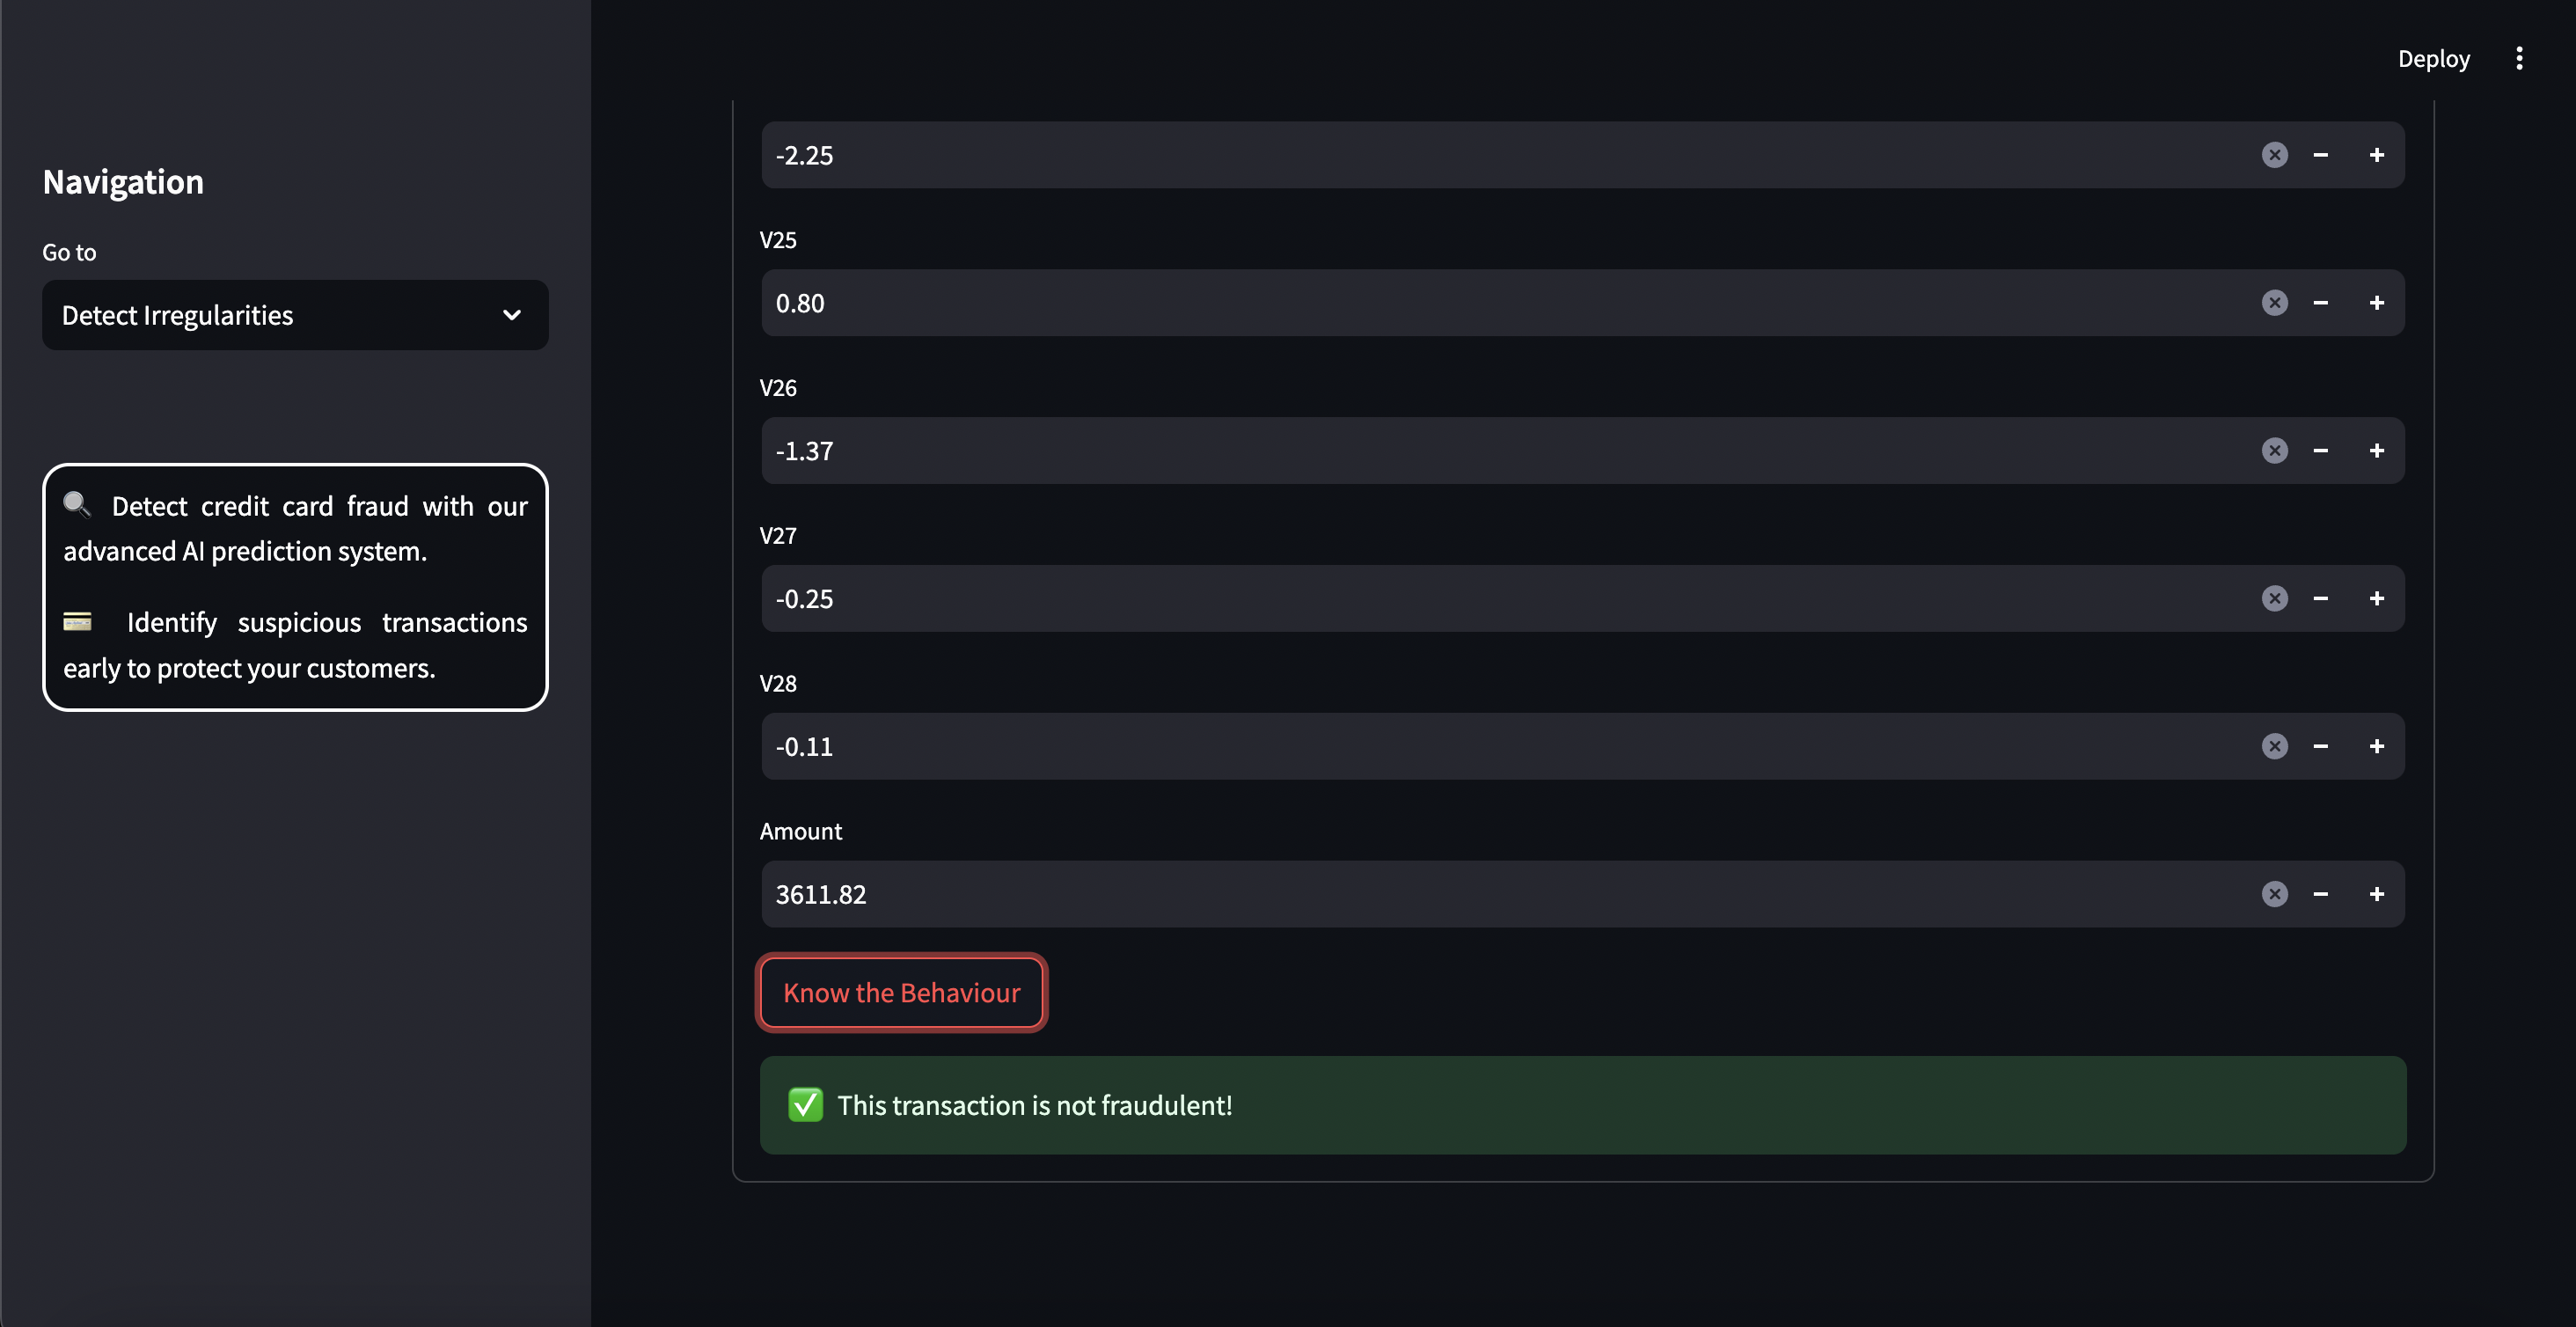 Deploy
Navigation
Go to
Detect Irregularities
🔍 Detect credit card fraud with our
advanced AI prediction system.
💳 Identify suspicious transactions
early to protect your customers.
-2.25
V25
0.80
V26
-1.37
V27
-0.25
V28
-0.11
Amount
3611.82
Know the Behaviour
✅ This transaction is not fraudulent!